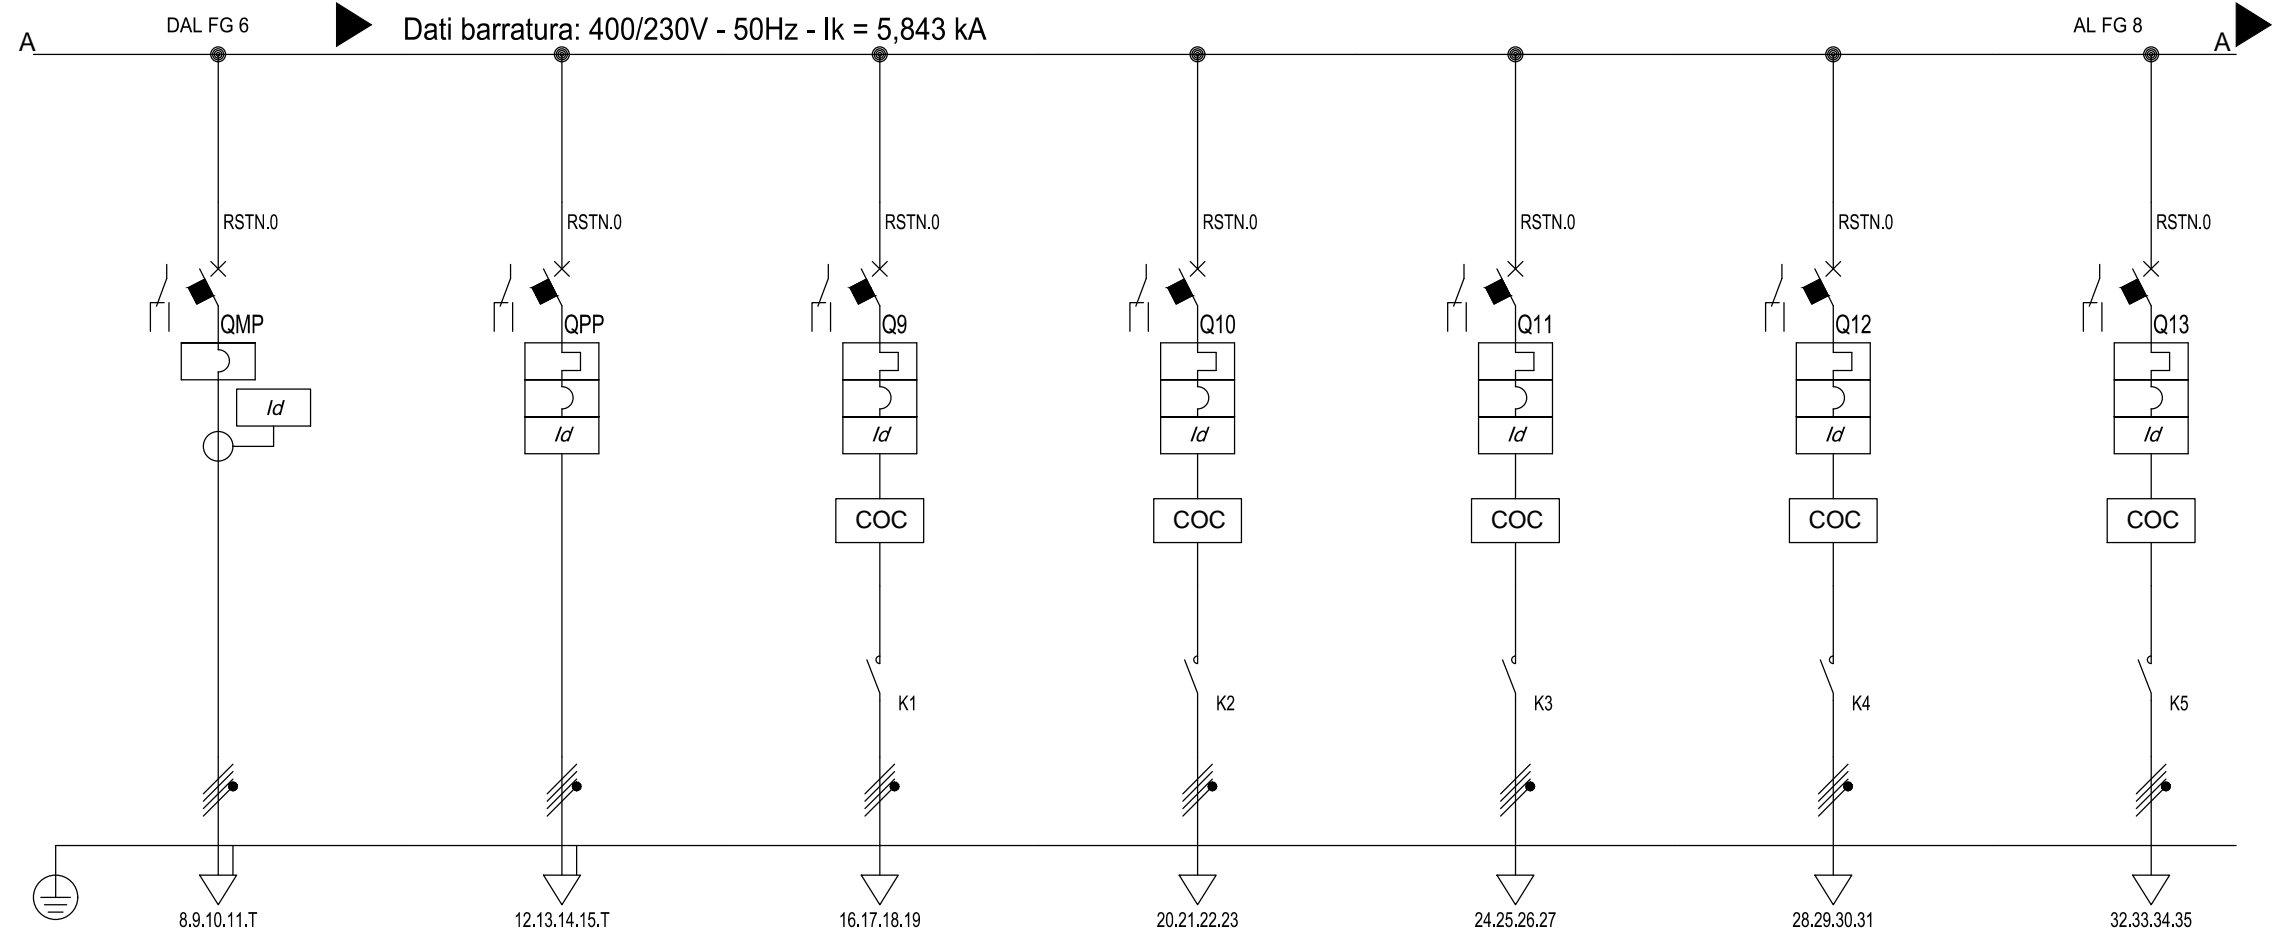 DAL FG 6
Dati barratura: 400/230V - 50Hz - Ik = 5,843 kA
AL FG 8
A
A
RSTN.0
RSTN.0
RSTN.0
RSTN.0
RSTN.0
RSTN.0
RSTN.0
QMP
QPP
Q9
Q10
Q11
Q12
Q13
Id
Id
Id
Id
Id
Id
Id
COC
COC
COC
COC
COC
K1
K2
K3
K4
K5
8.9.10.11.T
12.13.14.15.T
16.17.18.19
20.21.22.23
24.25.26.27
28.29.30.31
32.33.34.35